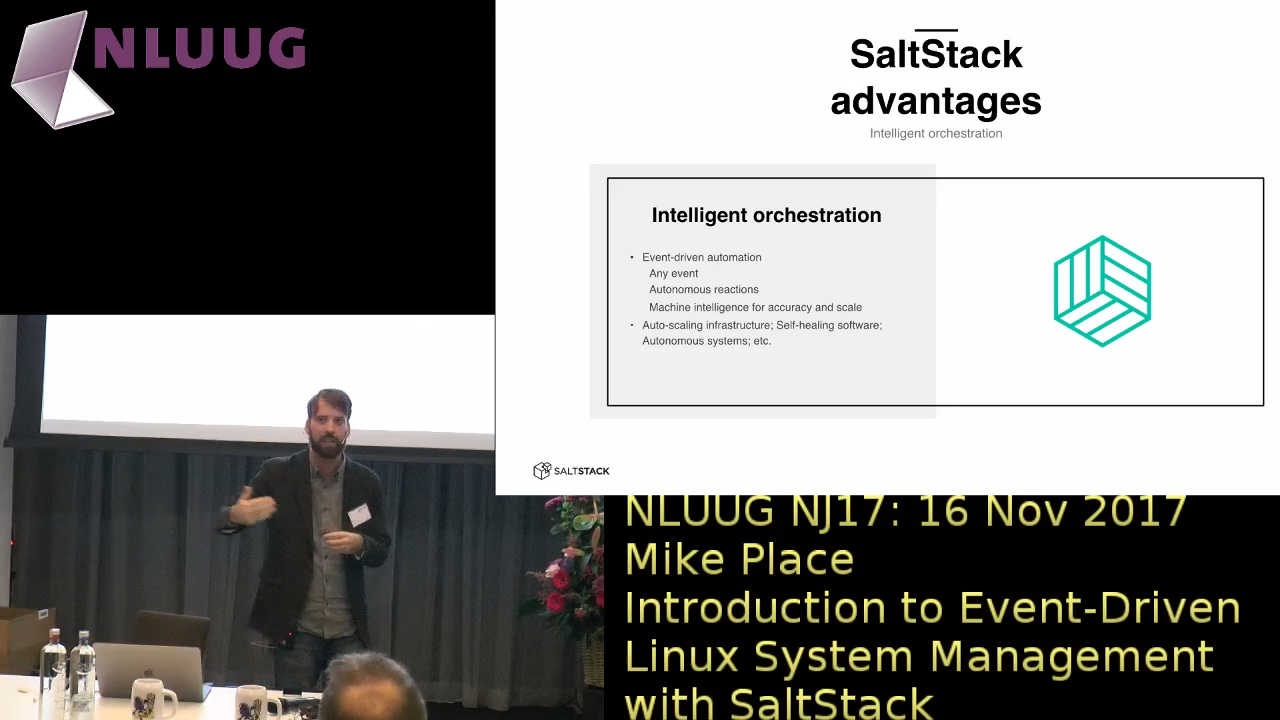 NLUUG
SaltStack
advantages
Intelligent orchestration
Intelligent orchestration
• Event-driven automation
Any event
Autonomous reactions
Machine intelligence for accuracy and scale
• Auto-scaling infrastructure; Self-healing software;
Autonomous systems; etc.
SALTSTACK
NLUUG NJ17: 16 Nov 2017
Mike Place
Introduction to Event-Driven
Linux System Management
with SaltStack